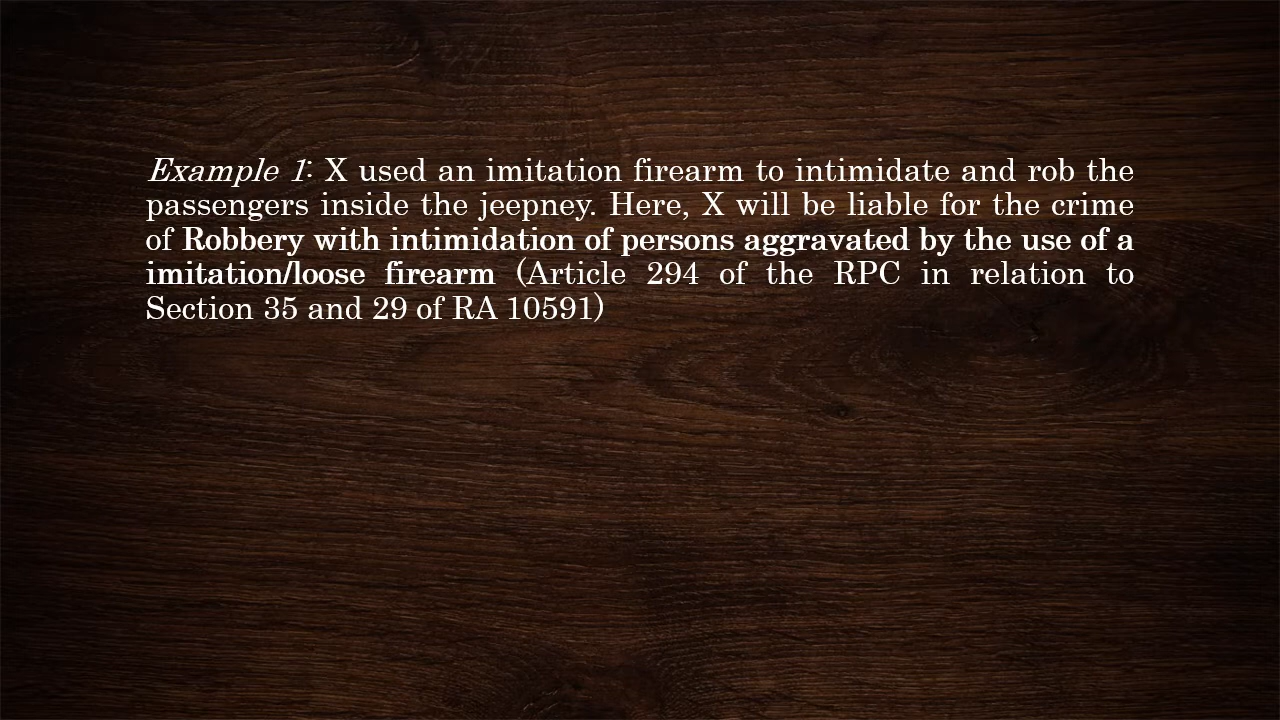 Example 1: X used an imitation firearm to intimidate and rob the
passengers inside the jeepney. Here, X will be liable for the crime
of Robbery with intimidation of persons aggravated by the use of a
imitation/loose firearm (Article 294 of the RPC in relation to
Section 35 and 29 of RA 10591)